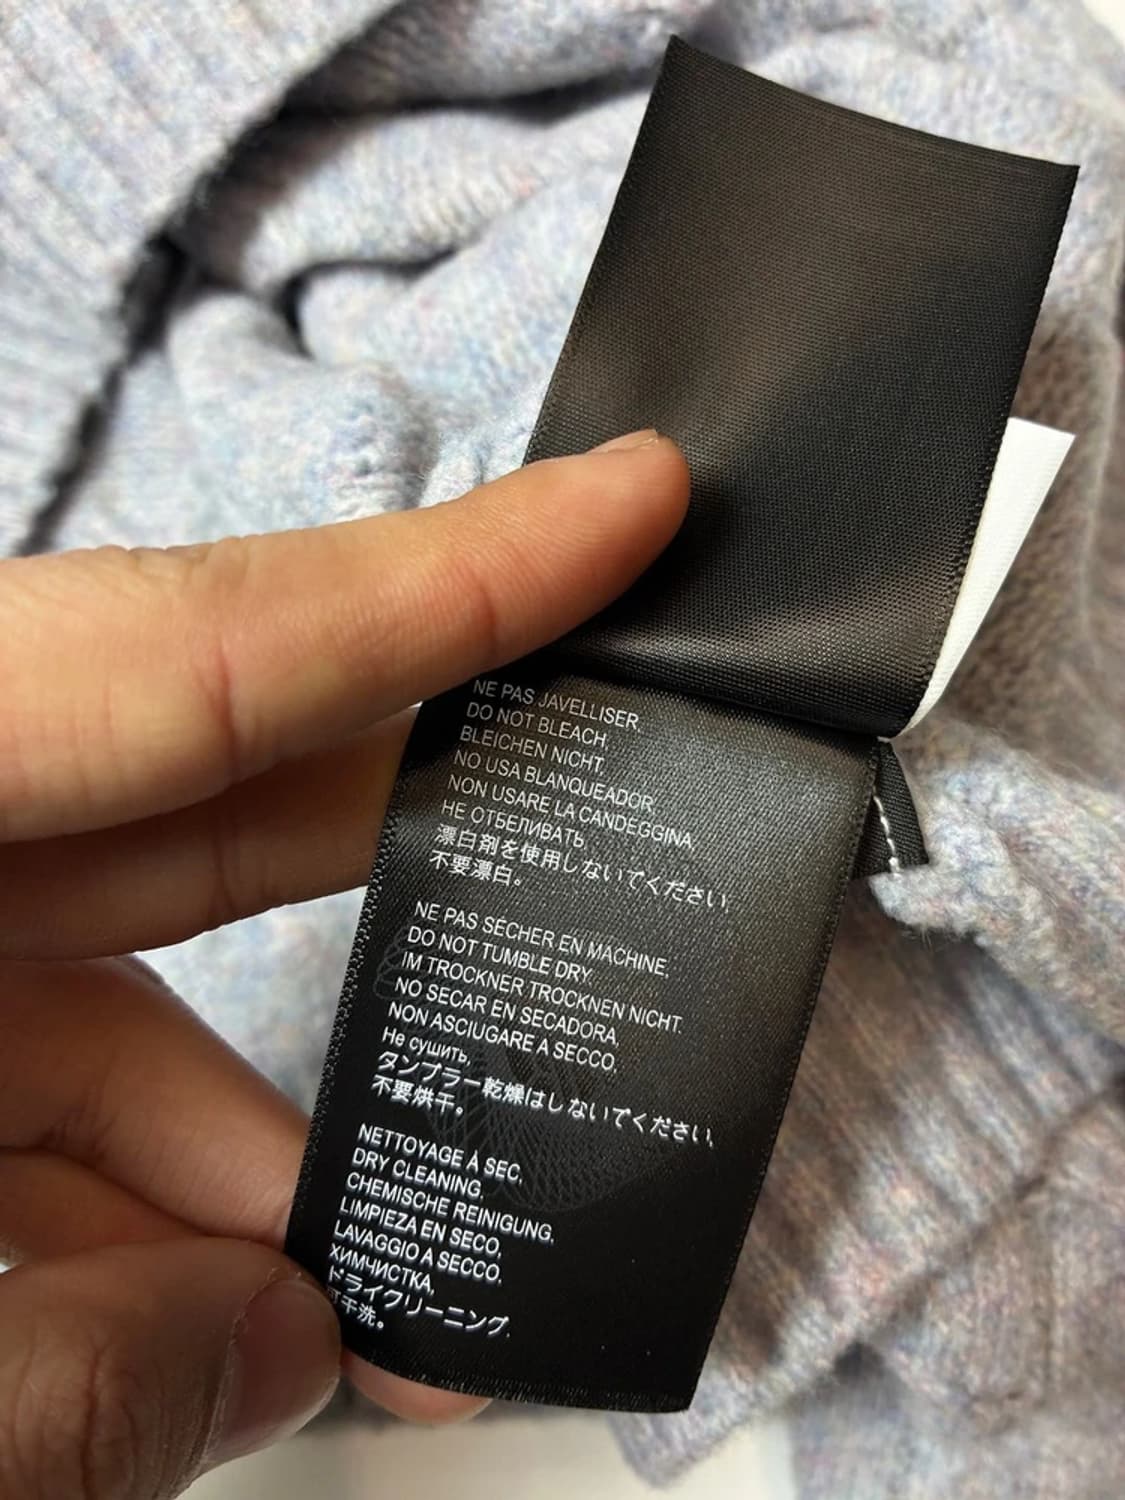 NE PAS JAVELLISER,
DO NOT BLEACH,
BLEICHEN NICHT,
NO USA BLANQUEADOR,
NON USARE LA CANDEGGINA,
НЕ ОТБЕЛИВАТЬ
漂白剤を使用しないでください,
不要漂白。
NE PAS SÉCHER EN MACHINE,
DO NOT TUMBLE DRY,
IM TROCKNER TROCKNEN NICHT.
NO SECAR EN SECADORA,
NON ASCIUGARE A SECCO,
Не сушить,
タンブラー乾燥はしないでください,
不要烘干。
NETTOYAGE À SEC,
DRY CLEANING,
CHEMISCHE REINIGUNG,
LIMPIEZA EN SECO,
LAVAGGIO A SECCO,
ХИМЧИСТКА,
ドライクリーニング,
可干洗。